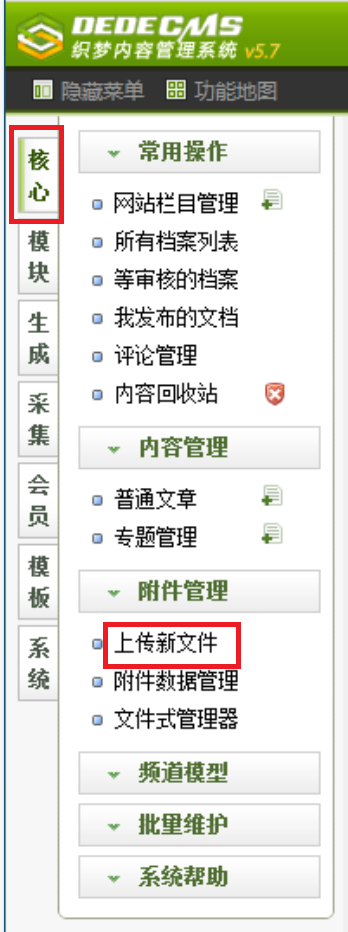 DEDECMS
织梦内容管理系统 v5.7
隐藏菜单 功能地图
核心
模块
生成
采集
会员
模板
系统
常用操作
网站栏目管理
所有档案列表
等审核的档案
我发布的文档
评论管理
内容回收站
内容管理
普通文章
专题管理
附件管理
上传新文件
附件数据管理
文件式管理器
频道模型
批量维护
系统帮助